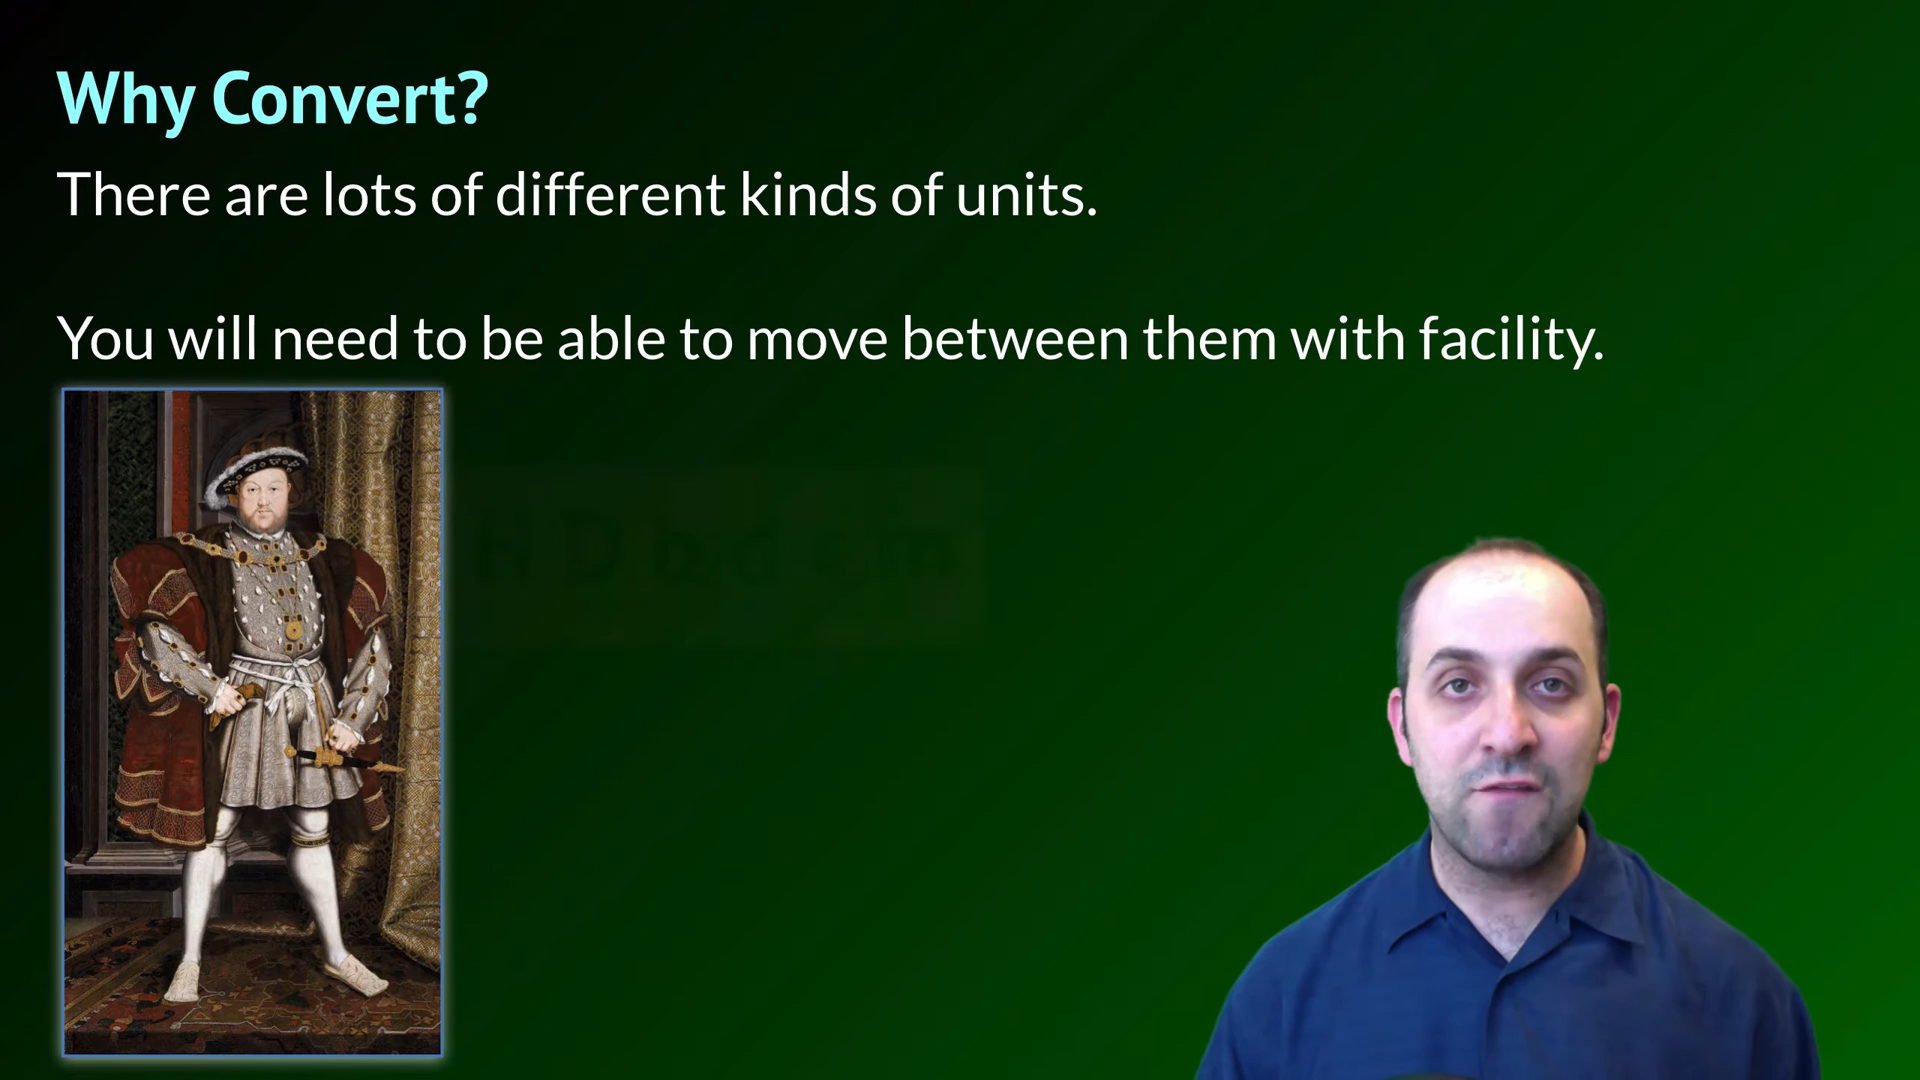 Why Convert?
There are lots of different kinds of units.
You will need to be able to move between them with facility.